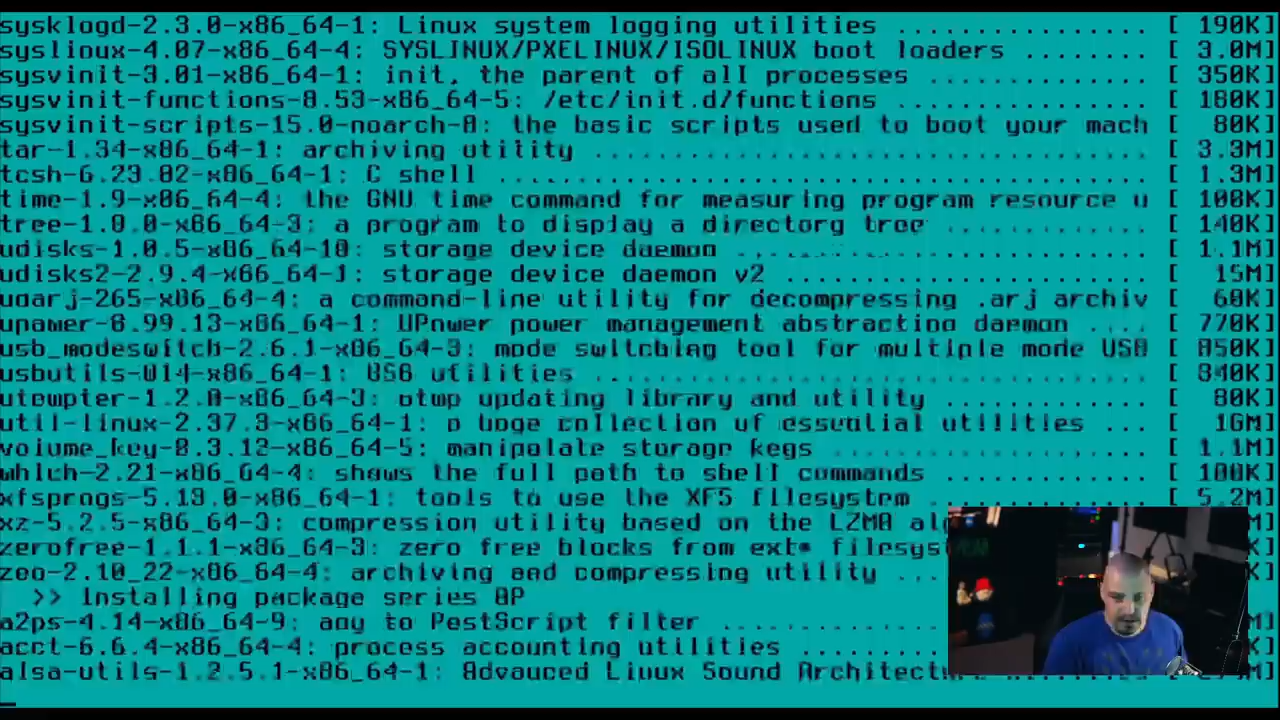 sysklogd-2.3.0-x86_64-1: Linux system logging utilities ................ [ 190K]
syslinux-4.07-x86_64-4: SYSLINUX/PXELINUX/ISOLINUX boot loaders ........ [ 3.0M]
sysvinit-3.01-x86_64-1: init, the parent of all processes .............. [ 350K]
sysvinit-functions-8.53-x86_64-5: /etc/init.d/functions ................ [ 180K]
sysvinit-scripts-15.0-noarch-8: the basic scripts used to boot your mach [ 80K]
tar-1.34-x86_64-1: archiving utility ................................... [ 3.3M]
tcsh-6.23.02-x86_64-1: C shell ......................................... [ 1.3M]
time-1.9-x86_64-4: the GNU time command for measuring program resource u [ 100K]
tree-1.8.0-x86_64-3: a program to display a directory tree ............. [ 140K]
udisks-1.0.5-x86_64-10: storage device daemon .......................... [ 1.1M]
udisks2-2.9.4-x86_64-1: storage device daemon v2 ....................... [ 15M]
unarj-265-x86_64-4: a command-line utility for decompressing .arj archiv [ 60K]
upower-0.99.13-x86_64-1: UPower power management abstraction daemon .... [ 770K]
usb_modeswitch-2.6.1-x86_64-3: mode switching tool for multiple mode USB [ 850K]
usbutils-014-x86_64-1: USB utilities ................................... [ 340K]
utempter-1.2.0-x86_64-3: utmp updating library and utility ............. [ 80K]
util-linux-2.37.3-x86_64-1: a huge collection of essential utilities ... [ 16M]
volume_key-0.3.12-x86_64-5: manipulate storage keys .................... [ 1.1M]
which-2.21-x86_64-4: shows the full path to shell commands ............. [ 100K]
xfsprogs-5.13.0-x86_64-1: tools to use the XFS filesystem .............. [ 5.2M]
xz-5.2.5-x86_64-3: compression utility based on the LZMA
zerofree-1.1.1-x86_64-3: zero free blocks from ext* filesys K]
zoo-2.10_22-x86_64-4: archiving and compressing utility ... K]
>> Installing package series AP
a2ps-4.14-x86_64-9: any to PostScript filter ............... M]
acct-6.6.4-x86_64-4: process accounting utilities .......... K]
alsa-utils-1.2.5.1-x86_64-1: Advanced Linux Sound Architect M]